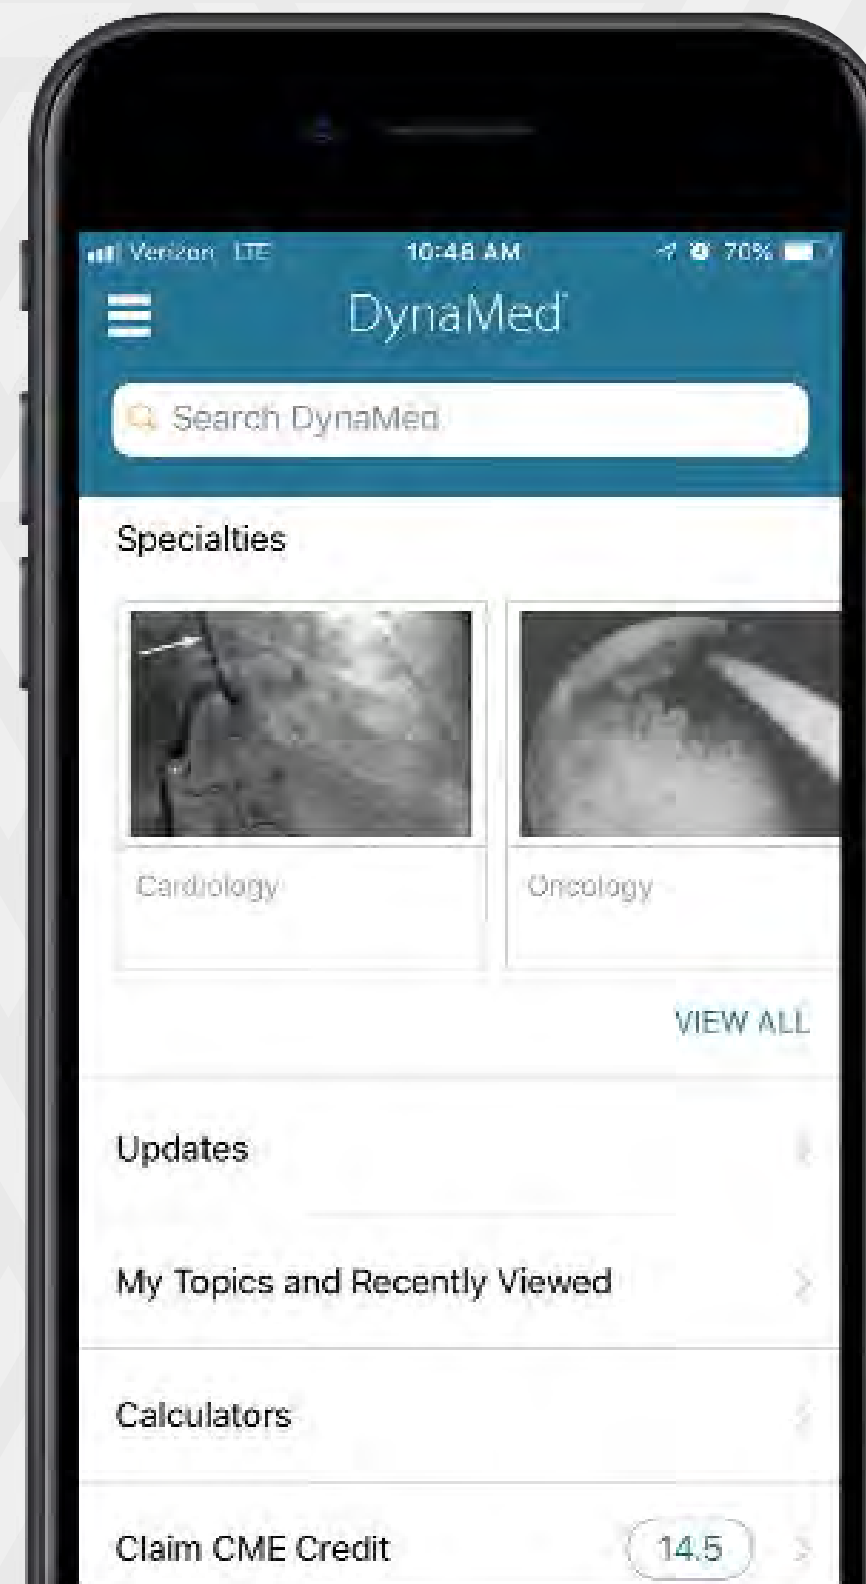 Verizon LTE 10:48 AM 70%
DynaMed
Search DynaMed
Specialties
Cardiology Oncology
VIEW ALL
Updates
My Topics and Recently Viewed
Calculators
Claim CME Credit 14.5